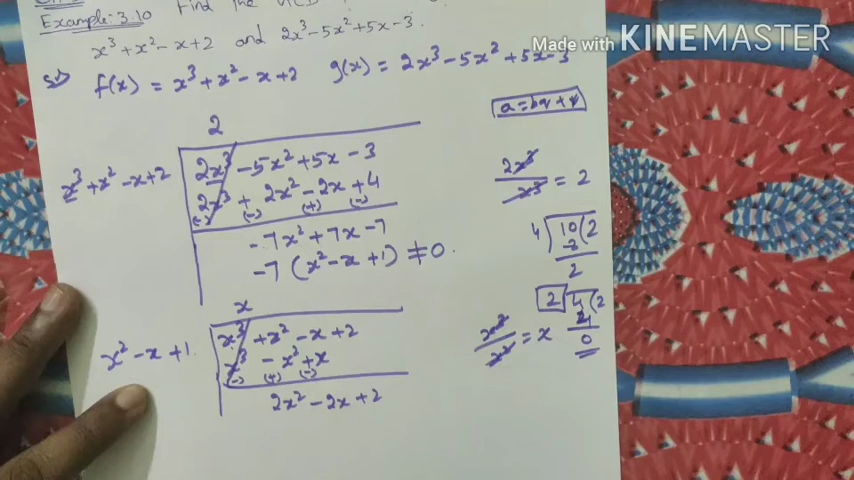 Example: 3.10 Find the
x³ + x² - x + 2 and 2x³ - 5x² + 5x - 3.
Made with KINEMASTER
f(x) = x³ + x² - x + 2 g(x) = 2x³ - 5x² + 5x - 3
a = bq + r
2
x³ + x² - x + 2 2x³ - 5x² + 5x - 3
2x³ + 2x² - 2x + 4
(-) (-) (+) (-)
-7x² + 7x - 7
-7 (x² - x + 1) ≠ 0.
2x³/x³ = 2
4 10 (2
8
2
2 4 (2
4
0
x
x² - x + 1. x³ + x² - x + 2
x³ - x² + x
(-) (+) (-)
2x² - 2x + 2
x³/x² = x